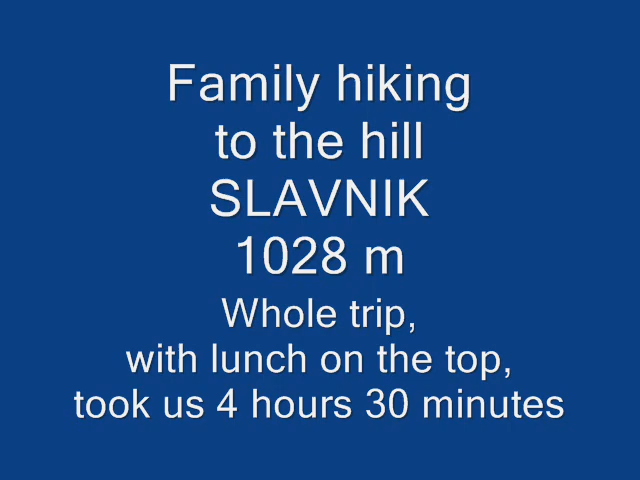 Family hiking
to the hill
SLAVNIK
1028 m
Whole trip,
with lunch on the top,
took us 4 hours 30 minutes